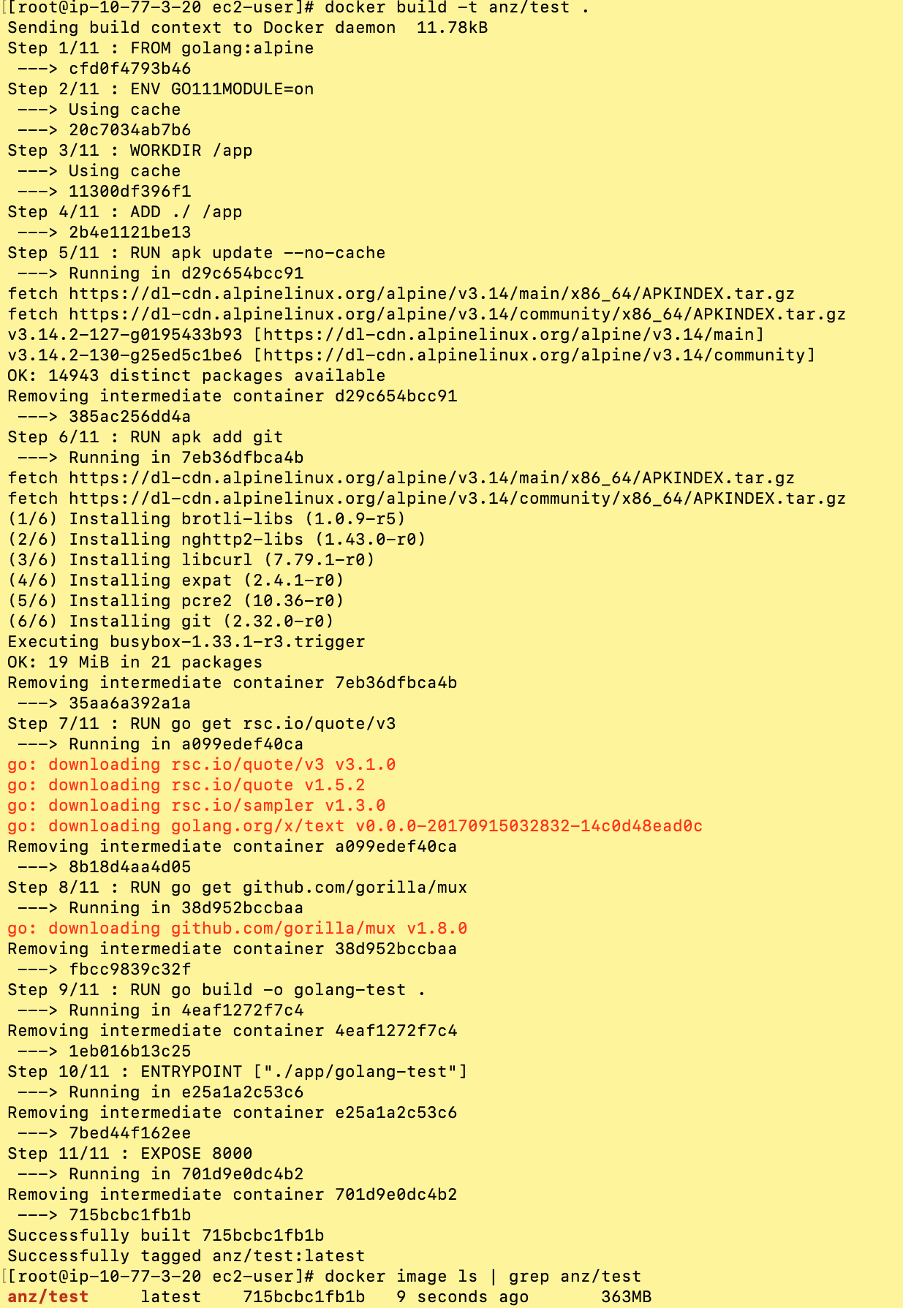 [[root@ip-10-77-3-20 ec2-user]# docker build -t anz/test .
Sending build context to Docker daemon  11.78kB
Step 1/11 : FROM golang:alpine
 ---> cfd0f4793b46
Step 2/11 : ENV GO111MODULE=on
 ---> Using cache
 ---> 20c7034ab7b6
Step 3/11 : WORKDIR /app
 ---> Using cache
 ---> 11300df396f1
Step 4/11 : ADD ./ /app
 ---> 2b4e1121be13
Step 5/11 : RUN apk update --no-cache
 ---> Running in d29c654bcc91
fetch https://dl-cdn.alpinelinux.org/alpine/v3.14/main/x86_64/APKINDEX.tar.gz
fetch https://dl-cdn.alpinelinux.org/alpine/v3.14/community/x86_64/APKINDEX.tar.gz
v3.14.2-127-g0195433b93 [https://dl-cdn.alpinelinux.org/alpine/v3.14/main]
v3.14.2-130-g25ed5c1be6 [https://dl-cdn.alpinelinux.org/alpine/v3.14/community]
OK: 14943 distinct packages available
Removing intermediate container d29c654bcc91
 ---> 385ac256dd4a
Step 6/11 : RUN apk add git
 ---> Running in 7eb36dfbca4b
fetch https://dl-cdn.alpinelinux.org/alpine/v3.14/main/x86_64/APKINDEX.tar.gz
fetch https://dl-cdn.alpinelinux.org/alpine/v3.14/community/x86_64/APKINDEX.tar.gz
(1/6) Installing brotli-libs (1.0.9-r5)
(2/6) Installing nghttp2-libs (1.43.0-r0)
(3/6) Installing libcurl (7.79.1-r0)
(4/6) Installing expat (2.4.1-r0)
(5/6) Installing pcre2 (10.36-r0)
(6/6) Installing git (2.32.0-r0)
Executing busybox-1.33.1-r3.trigger
OK: 19 MiB in 21 packages
Removing intermediate container 7eb36dfbca4b
 ---> 35aa6a392a1a
Step 7/11 : RUN go get rsc.io/quote/v3
 ---> Running in a099edef40ca
go: downloading rsc.io/quote/v3 v3.1.0
go: downloading rsc.io/quote v1.5.2
go: downloading rsc.io/sampler v1.3.0
go: downloading golang.org/x/text v0.0.0-20170915032832-14c0d48ead0c
Removing intermediate container a099edef40ca
 ---> 8b18d4aa4d05
Step 8/11 : RUN go get github.com/gorilla/mux
 ---> Running in 38d952bccbaa
go: downloading github.com/gorilla/mux v1.8.0
Removing intermediate container 38d952bccbaa
 ---> fbcc9839c32f
Step 9/11 : RUN go build -o golang-test .
 ---> Running in 4eaf1272f7c4
Removing intermediate container 4eaf1272f7c4
 ---> 1eb016b13c25
Step 10/11 : ENTRYPOINT ["./app/golang-test"]
 ---> Running in e25a1a2c53c6
Removing intermediate container e25a1a2c53c6
 ---> 7bed44f162ee
Step 11/11 : EXPOSE 8000
 ---> Running in 701d9e0dc4b2
Removing intermediate container 701d9e0dc4b2
 ---> 715bcbc1fb1b
Successfully built 715bcbc1fb1b
Successfully tagged anz/test:latest
[[root@ip-10-77-3-20 ec2-user]# docker image ls | grep anz/test
anz/test     latest    715bcbc1fb1b   9 seconds ago       363MB